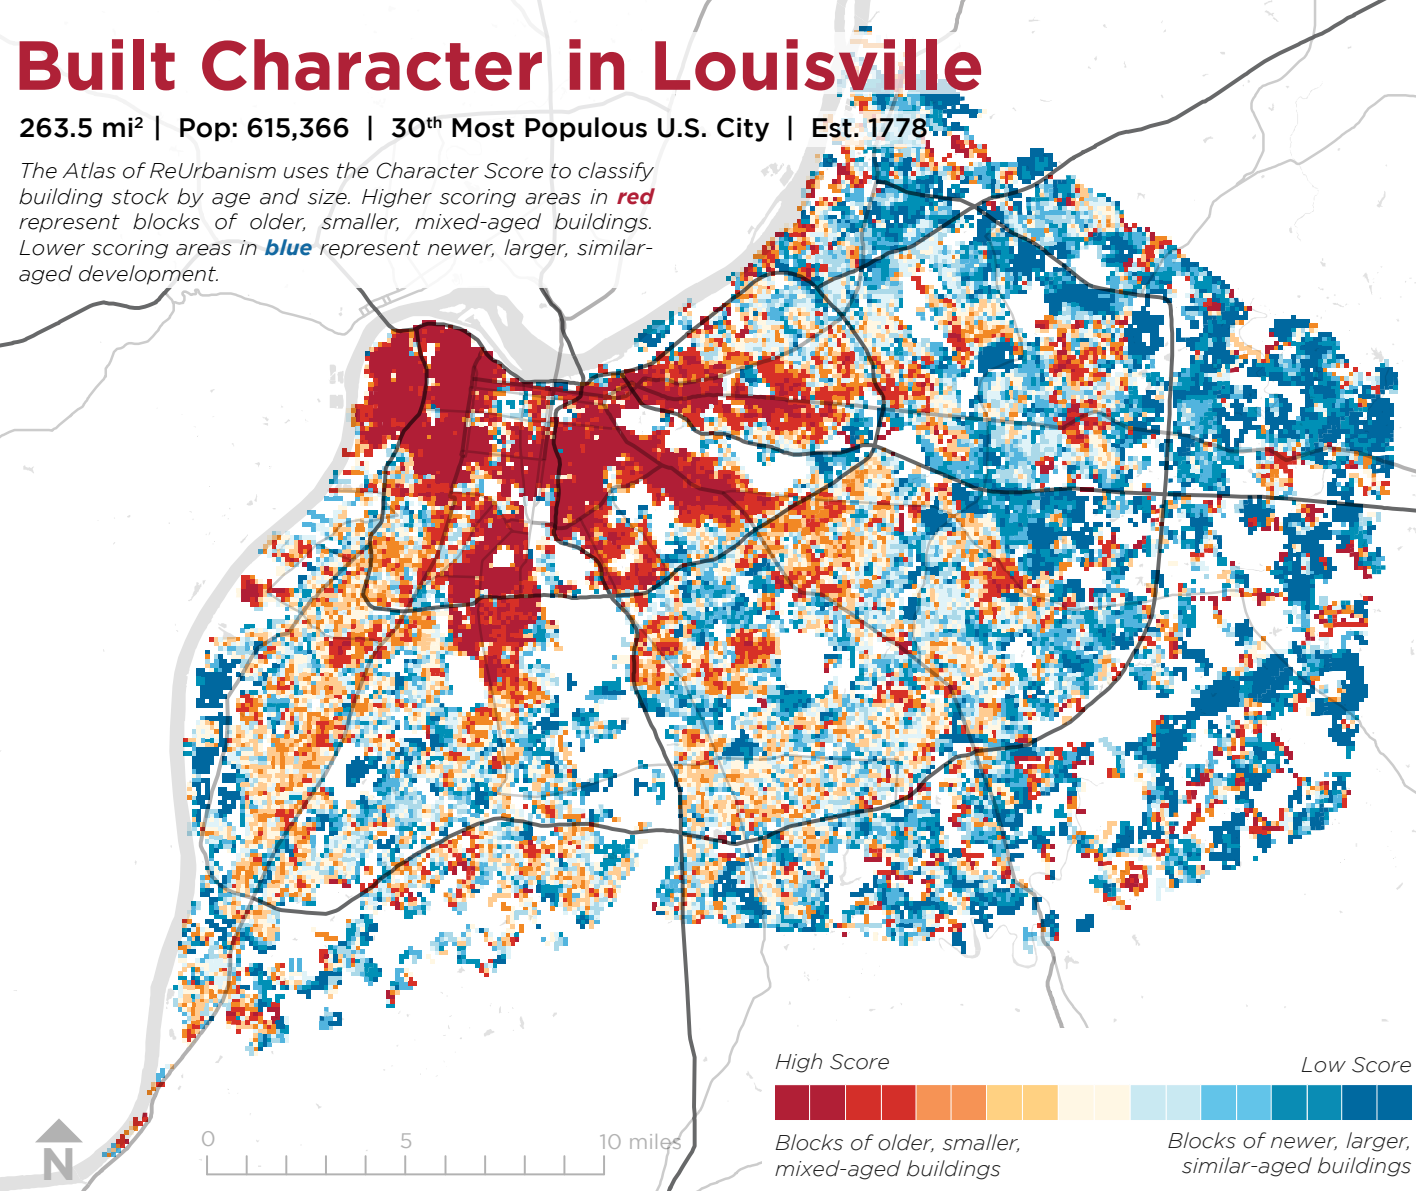 Built Character in Louisville
263.5 mi² | Pop: 615,366 | 30th Most Populous U.S. City | Est. 1778
The Atlas of ReUrbanism uses the Character Score to classify
building stock by age and size. Higher scoring areas in red
represent blocks of older, smaller, mixed-aged buildings.
Lower scoring areas in blue represent newer, larger, similar-
aged development.
High Score
Low Score
Blocks of older, smaller,
mixed-aged buildings
Blocks of newer, larger,
similar-aged buildings
0 5 10 miles
N